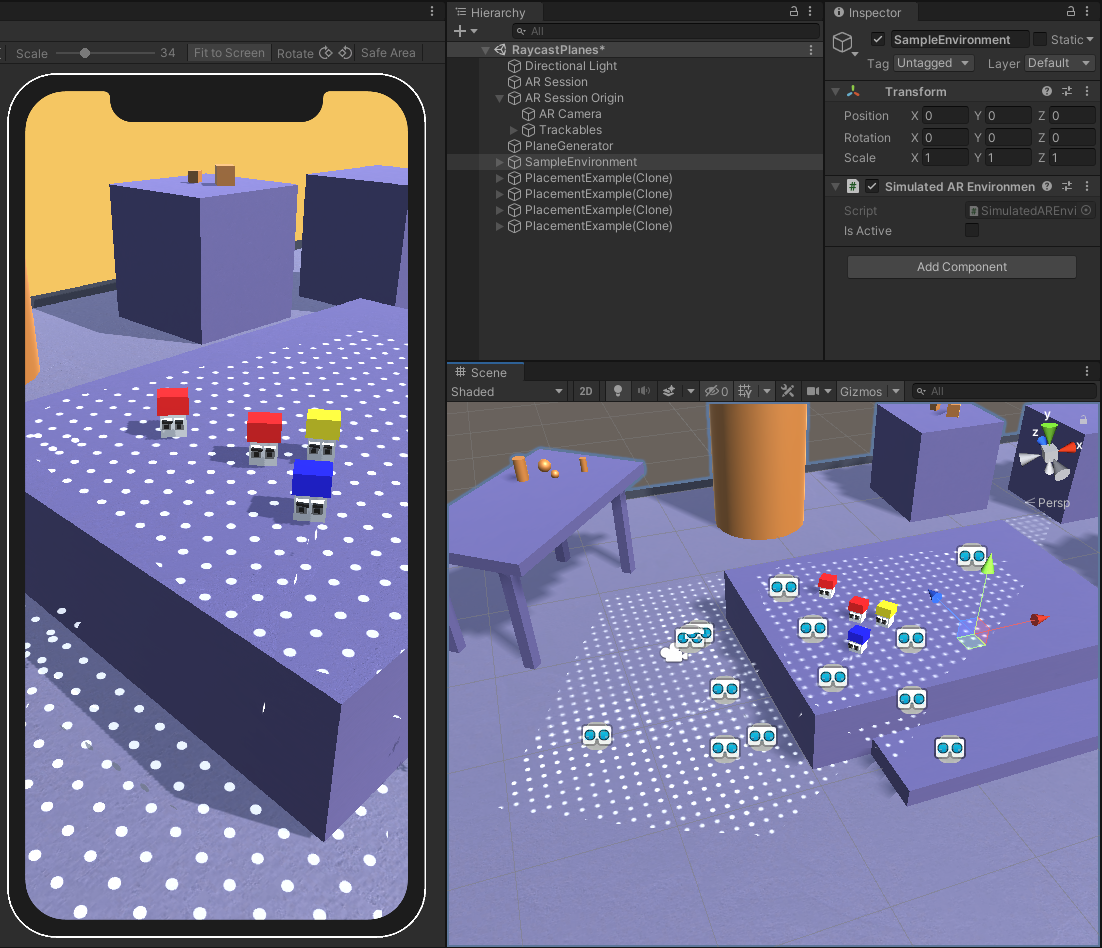 Scale 34 Fit to Screen Rotate Safe Area
Hierarchy
All
RaycastPlanes*
Directional Light
AR Session
AR Session Origin
AR Camera
Trackables
PlaneGenerator
SampleEnvironment
PlacementExample(Clone)
PlacementExample(Clone)
PlacementExample(Clone)
PlacementExample(Clone)
Inspector
SampleEnvironment Static
Tag Untagged Layer Default
Transform
Position X 0 Y 0 Z 0
Rotation X 0 Y 0 Z 0
Scale X 1 Y 1 Z 1
Simulated AR Environmen
Script SimulatedAREnvi
Is Active
Add Component
Scene
Shaded 2D 0 Gizmos All
y
z
x
Persp